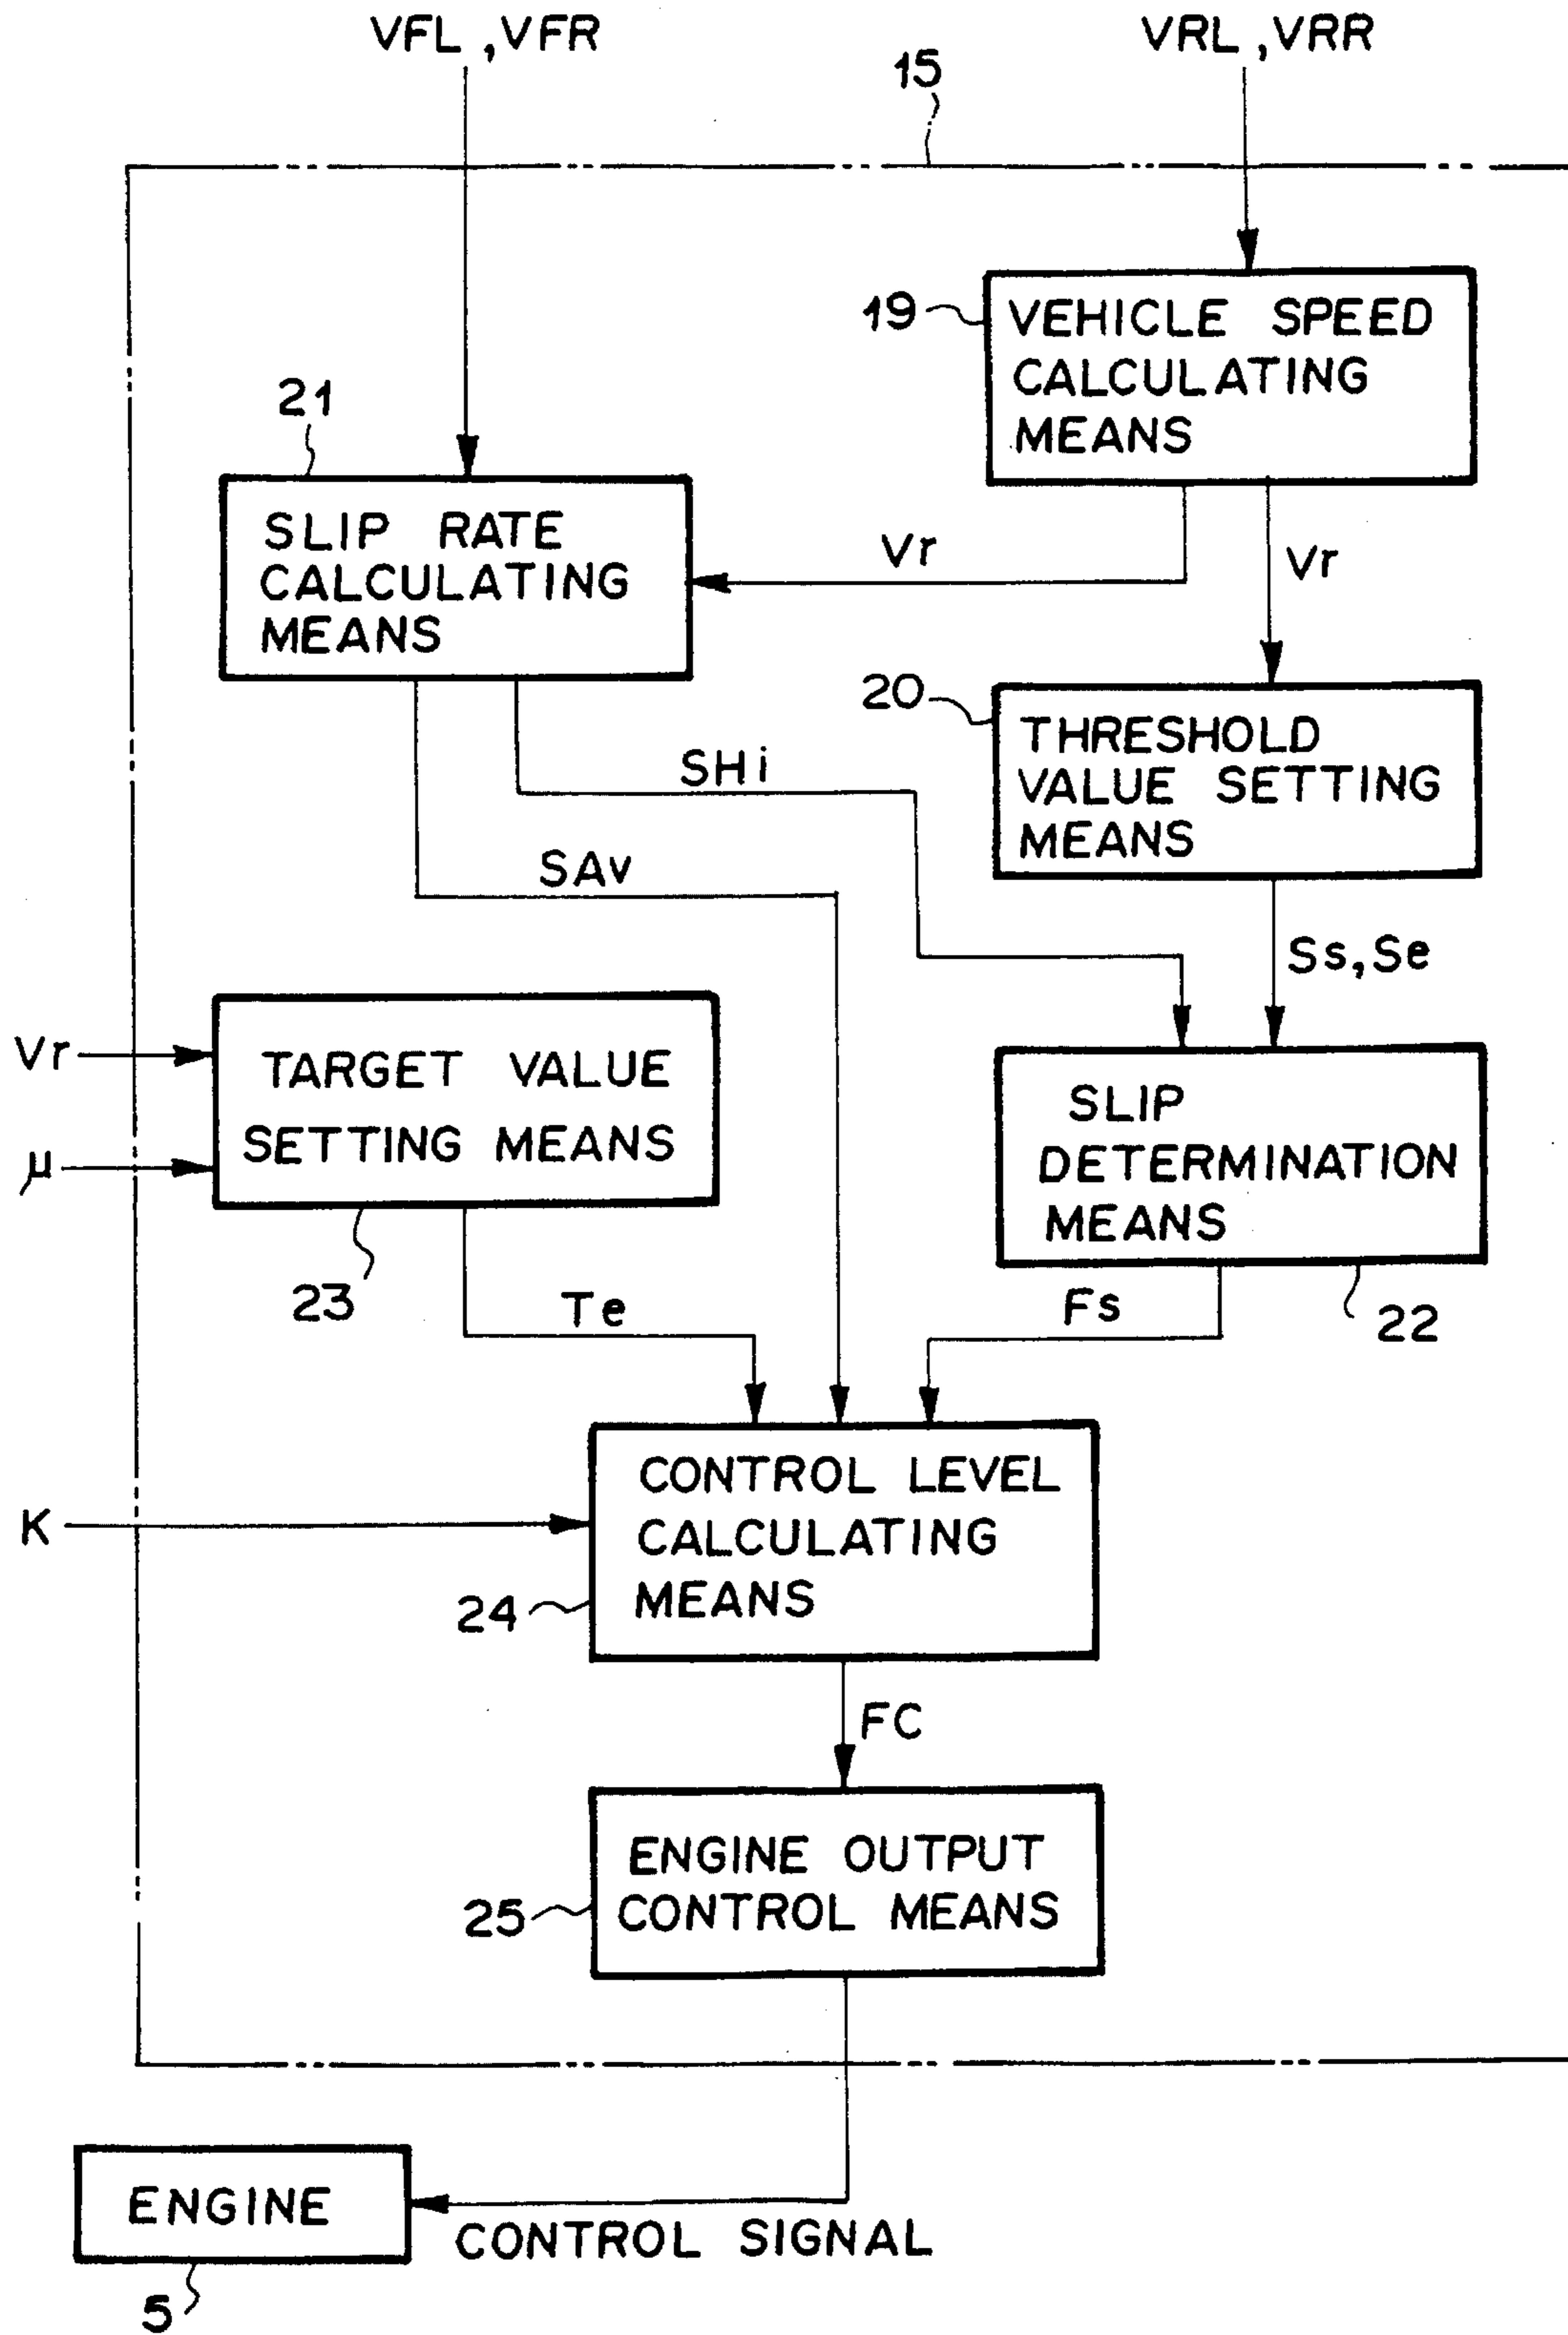 VFL , VFR
VRL , VRR
15
19
VEHICLE SPEED
CALCULATING
MEANS
21
SLIP RATE
CALCULATING
MEANS
Vr
Vr
20
THRESHOLD
VALUE SETTING
MEANS
SHi
SAv
Ss, Se
Vr
μ
TARGET VALUE
SETTING MEANS
23
SLIP
DETERMINATION
MEANS
22
Te
Fs
K
CONTROL LEVEL
CALCULATING
MEANS
24
FC
ENGINE OUTPUT
CONTROL MEANS
25
ENGINE
CONTROL SIGNAL
5